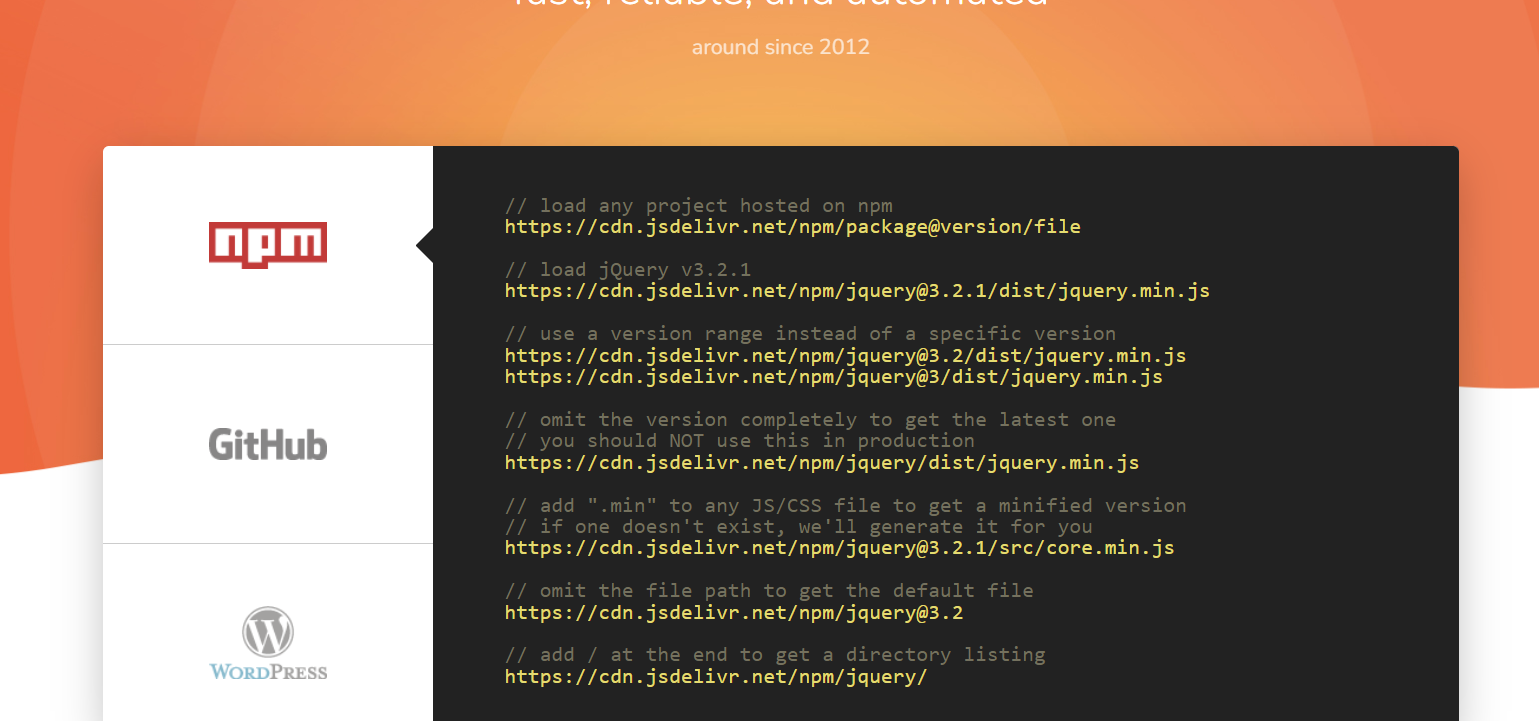 fast, reliable, and automated
around since 2012
npm
GitHub
WORDPRESS
// load any project hosted on npm
https://cdn.jsdelivr.net/npm/package@version/file
// load jQuery v3.2.1
https://cdn.jsdelivr.net/npm/jquery@3.2.1/dist/jquery.min.js
// use a version range instead of a specific version
https://cdn.jsdelivr.net/npm/jquery@3.2/dist/jquery.min.js
https://cdn.jsdelivr.net/npm/jquery@3/dist/jquery.min.js
// omit the version completely to get the latest one
// you should NOT use this in production
https://cdn.jsdelivr.net/npm/jquery/dist/jquery.min.js
// add ".min" to any JS/CSS file to get a minified version
// if one doesn't exist, we'll generate it for you
https://cdn.jsdelivr.net/npm/jquery@3.2.1/src/core.min.js
// omit the file path to get the default file
https://cdn.jsdelivr.net/npm/jquery@3.2
// add / at the end to get a directory listing
https://cdn.jsdelivr.net/npm/jquery/